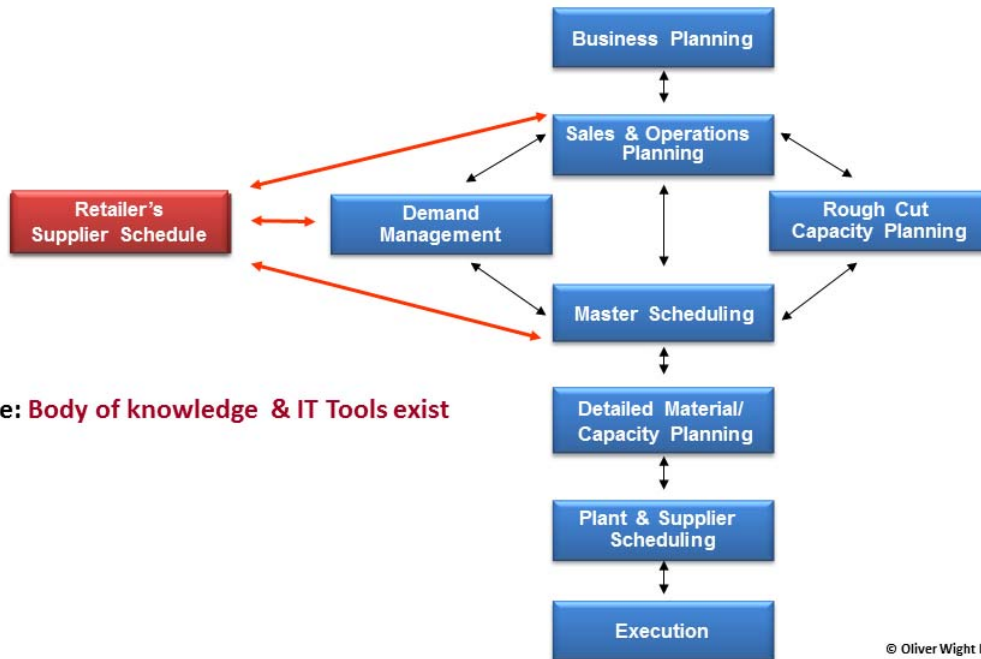 Business Planning
Sales & Operations
Planning
Retailer's
Supplier Schedule
Demand
Management
Rough Cut
Capacity Planning
Master Scheduling
e: Body of knowledge & IT Tools exist
Detailed Material/
Capacity Planning
Plant & Supplier
Scheduling
Execution
© Oliver Wight